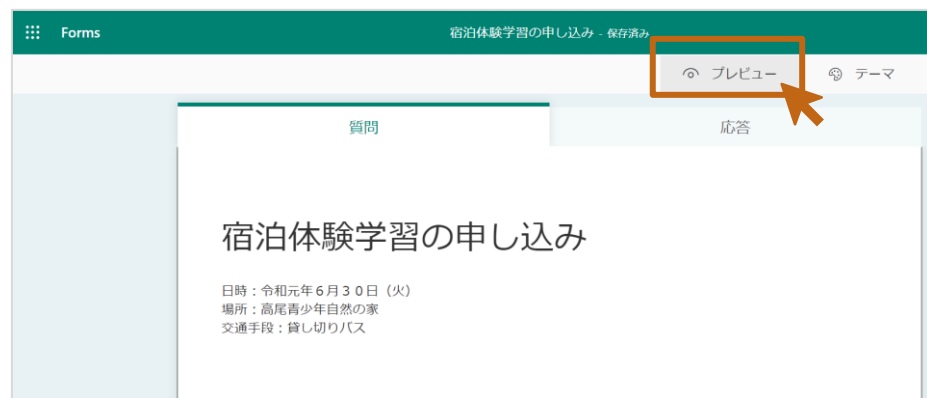 Forms
宿泊体験学習の申し込み - 保存済み
プレビュー
テーマ
質問
応答
宿泊体験学習の申し込み
日時：令和元年６月３０日（火）
場所：高尾青少年自然の家
交通手段：貸し切りバス